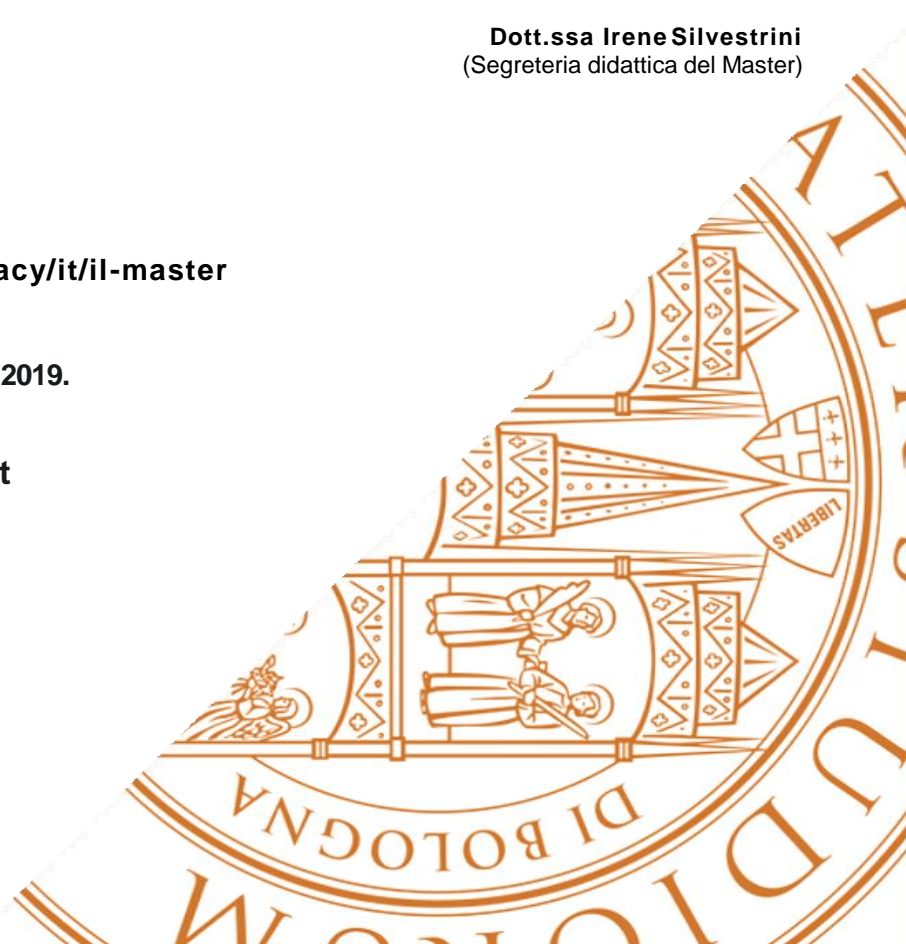 Dott.ssa Irene Silvestrini
(Segreteria didattica del Master)
acy/it/il-master
2019.
t
LIBERTAS
DI BOLOGNA